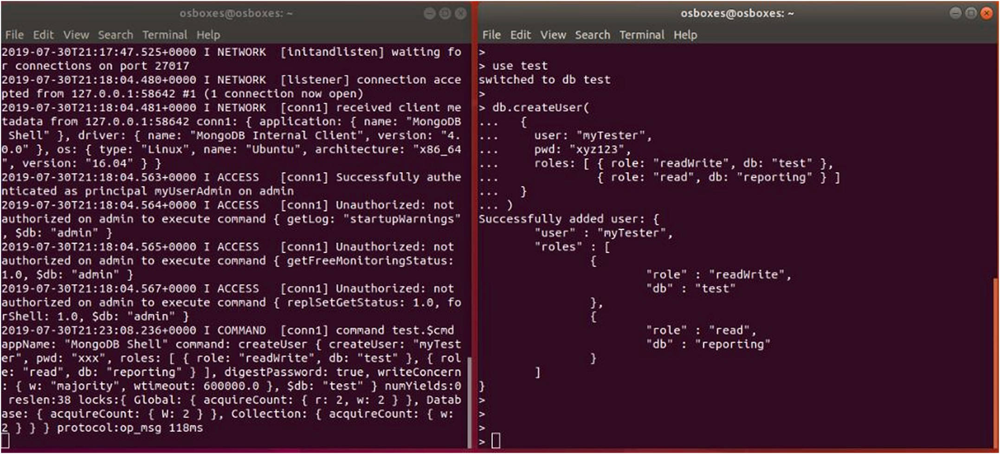 osboxes@osboxes: ~
File Edit View Search Terminal Help
2019-07-30T21:17:47.525+0000 I NETWORK  [initandlisten] waiting fo
r connections on port 27017
2019-07-30T21:18:04.480+0000 I NETWORK  [listener] connection acce
pted from 127.0.0.1:58642 #1 (1 connection now open)
2019-07-30T21:18:04.481+0000 I NETWORK  [conn1] received client me
tadata from 127.0.0.1:58642 conn1: { application: { name: "MongoDB
 Shell" }, driver: { name: "MongoDB Internal Client", version: "4.
0.0" }, os: { type: "Linux", name: "Ubuntu", architecture: "x86_64
", version: "16.04" } }
2019-07-30T21:18:04.563+0000 I ACCESS   [conn1] Successfully authe
nticated as principal myUserAdmin on admin
2019-07-30T21:18:04.564+0000 I ACCESS   [conn1] Unauthorized: not
authorized on admin to execute command { getLog: "startupWarnings"
, $db: "admin" }
2019-07-30T21:18:04.565+0000 I ACCESS   [conn1] Unauthorized: not
authorized on admin to execute command { getFreeMonitoringStatus:
1.0, $db: "admin" }
2019-07-30T21:18:04.567+0000 I ACCESS   [conn1] Unauthorized: not
authorized on admin to execute command { replSetGetStatus: 1.0, fo
rShell: 1.0, $db: "admin" }
2019-07-30T21:23:08.236+0000 I COMMAND  [conn1] command test.$cmd
appName: "MongoDB Shell" command: createUser { createUser: "myTest
er", pwd: "xxx", roles: [ { role: "readWrite", db: "test" }, { rol
e: "read", db: "reporting" } ], digestPassword: true, writeConcern
: { w: "majority", wtimeout: 600000.0 }, $db: "test" } numYields:0
 reslen:38 locks:{ Global: { acquireCount: { r: 2, w: 2 } }, Datab
ase: { acquireCount: { W: 2 } }, Collection: { acquireCount: { w:
2 } } } protocol:op_msg 118ms
osboxes@osboxes: ~
File Edit View Search Terminal Help
>
> use test
switched to db test
>
> db.createUser(
...   {
...     user: "myTester",
...     pwd: "xyz123",
...     roles: [ { role: "readWrite", db: "test" },
...              { role: "read", db: "reporting" } ]
...   }
... )
Successfully added user: {
        "user" : "myTester",
        "roles" : [
                {
                        "role" : "readWrite",
                        "db" : "test"
                },
                {
                        "role" : "read",
                        "db" : "reporting"
                }
        ]
}
>
>
>
>